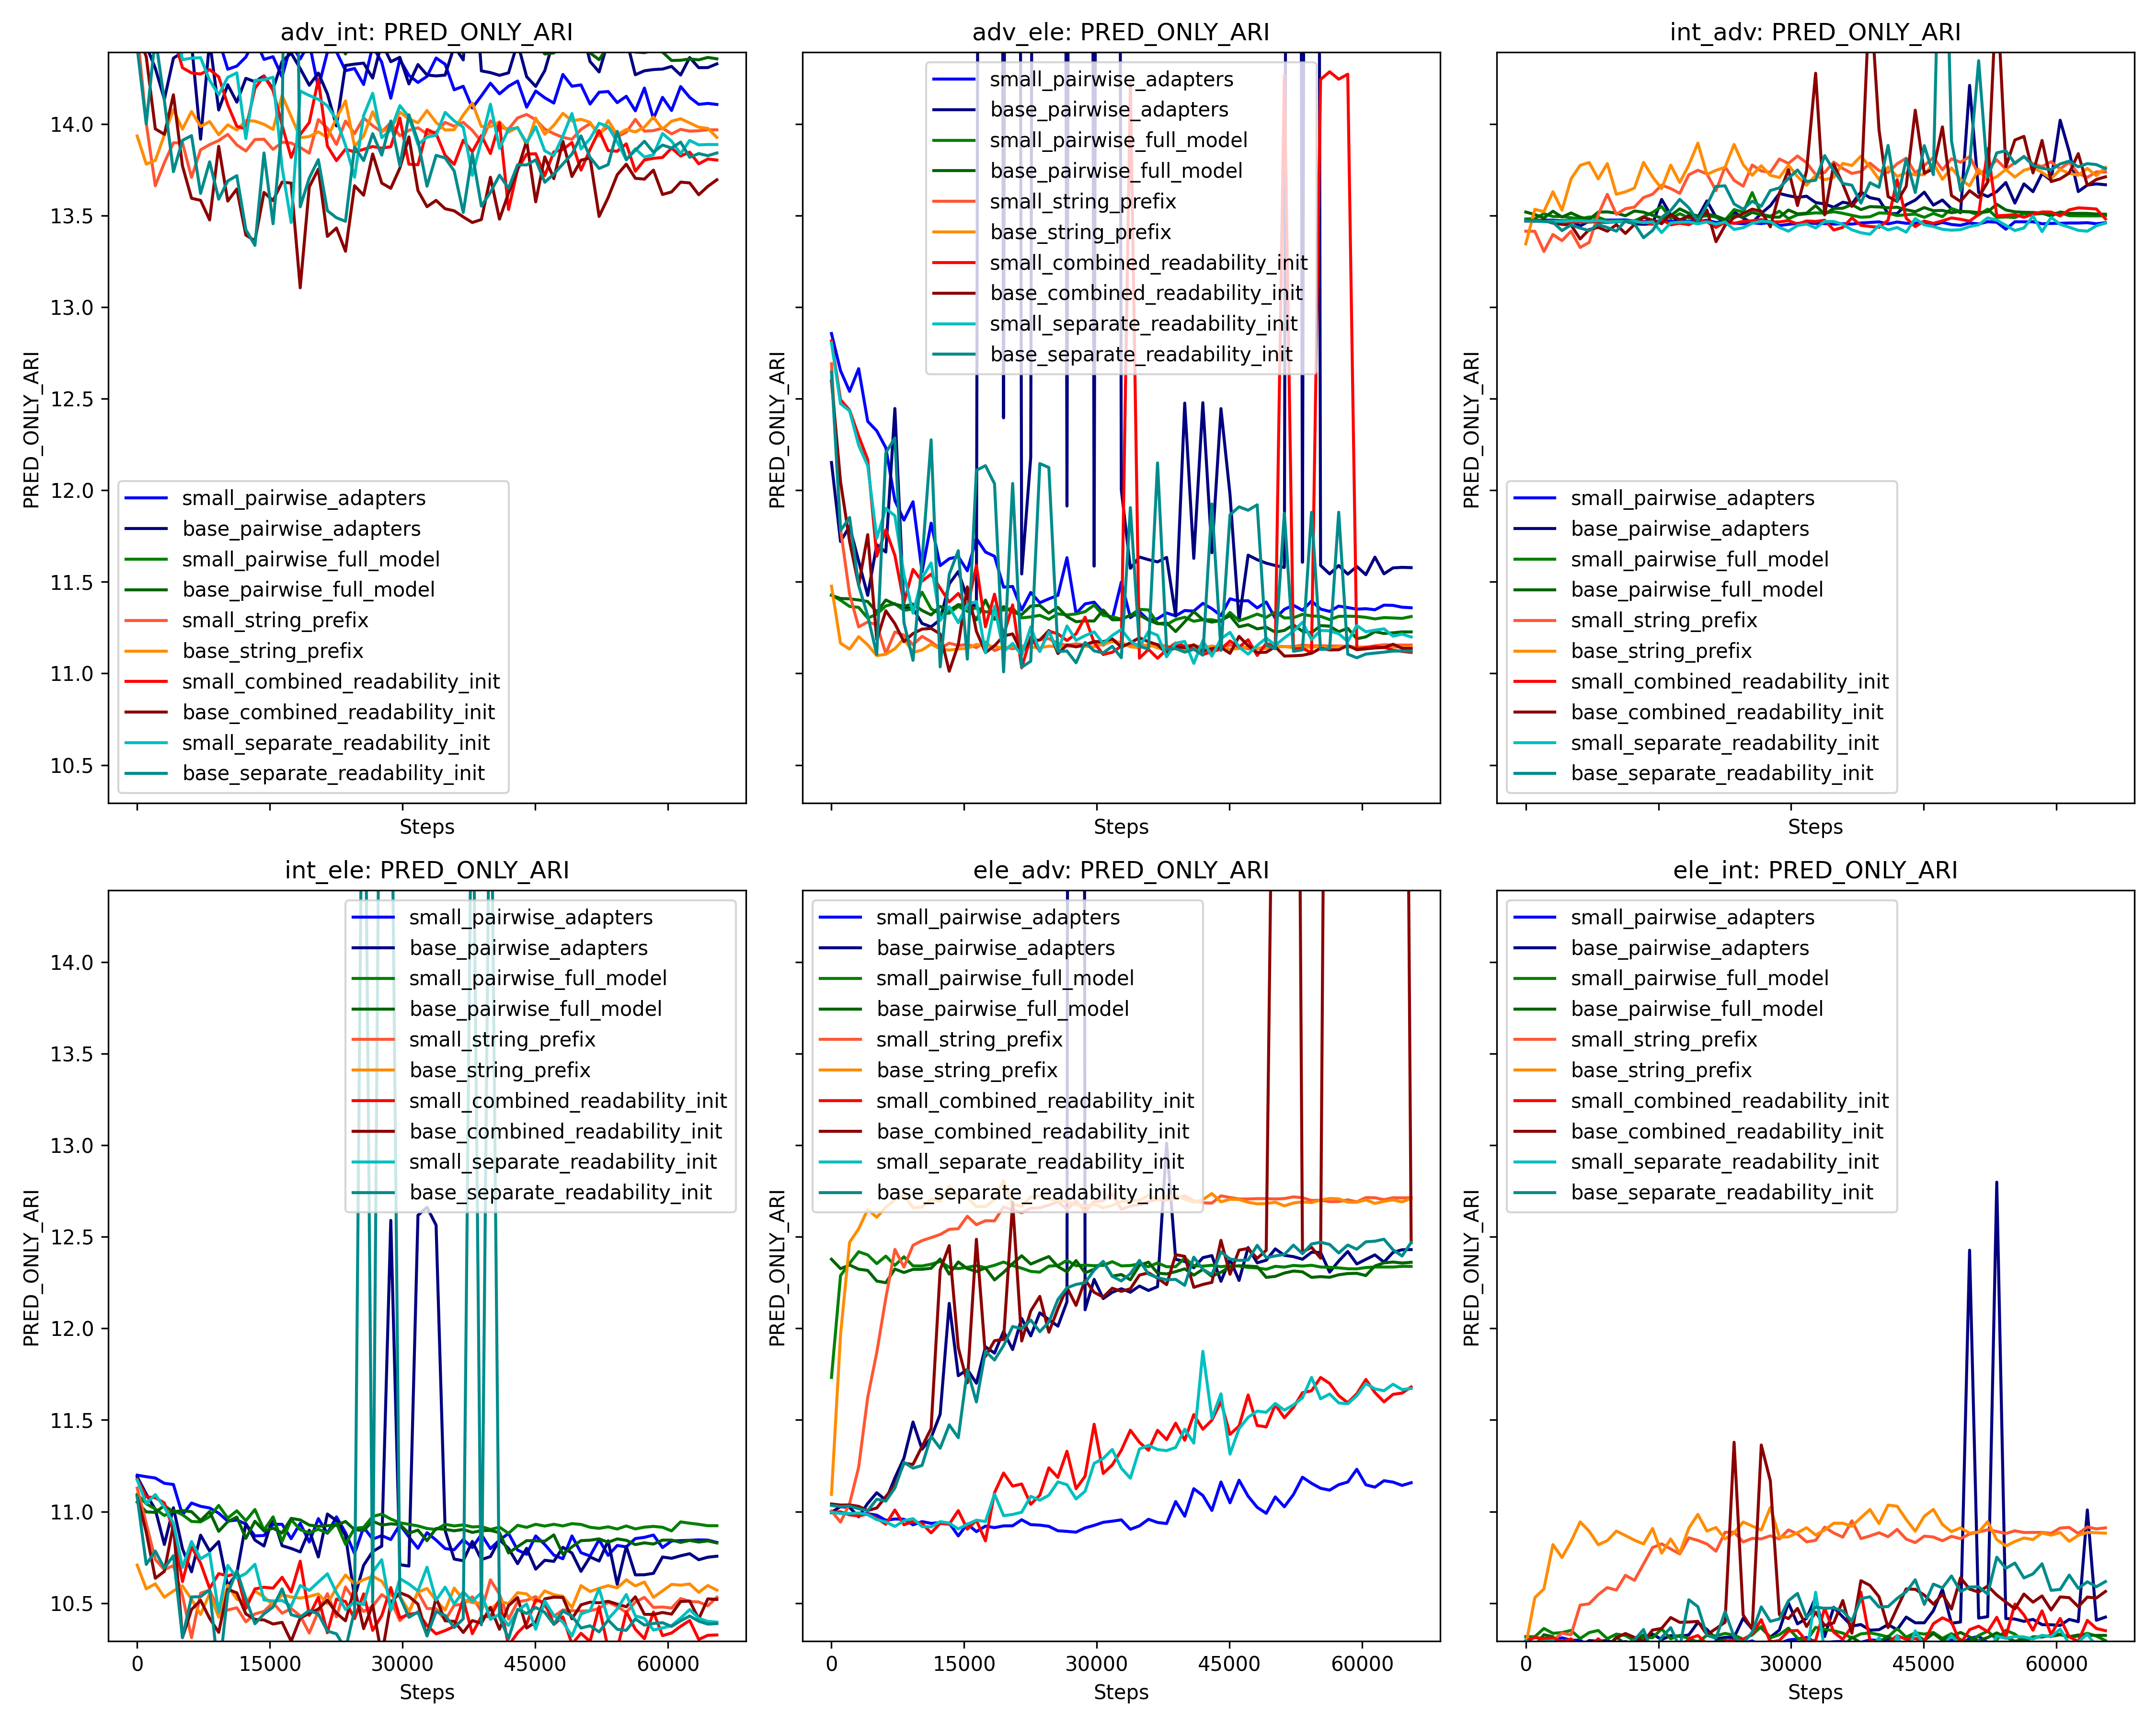 adv_int: PRED_ONLY_ARI
14.0
13.5
13.0
12.5
12.0
11.5
11.0
10.5
PRED_ONLY_ARI
small_pairwise_adapters
base_pairwise_adapters
small_pairwise_full_model
base_pairwise_full_model
small_string_prefix
base_string_prefix
small_combined_readability_init
base_combined_readability_init
small_separate_readability_init
base_separate_readability_init
Steps
adv_ele: PRED_ONLY_ARI
PRED_ONLY_ARI
small_pairwise_adapters
base_pairwise_adapters
small_pairwise_full_model
base_pairwise_full_model
small_string_prefix
base_string_prefix
small_combined_readability_init
base_combined_readability_init
small_separate_readability_init
base_separate_readability_init
Steps
int_adv: PRED_ONLY_ARI
PRED_ONLY_ARI
small_pairwise_adapters
base_pairwise_adapters
small_pairwise_full_model
base_pairwise_full_model
small_string_prefix
base_string_prefix
small_combined_readability_init
base_combined_readability_init
small_separate_readability_init
base_separate_readability_init
Steps
int_ele: PRED_ONLY_ARI
14.0
13.5
13.0
12.5
12.0
11.5
11.0
10.5
PRED_ONLY_ARI
small_pairwise_adapters
base_pairwise_adapters
small_pairwise_full_model
base_pairwise_full_model
small_string_prefix
base_string_prefix
small_combined_readability_init
base_combined_readability_init
small_separate_readability_init
base_separate_readability_init
0 15000 30000 45000 60000
Steps
ele_adv: PRED_ONLY_ARI
PRED_ONLY_ARI
small_pairwise_adapters
base_pairwise_adapters
small_pairwise_full_model
base_pairwise_full_model
small_string_prefix
base_string_prefix
small_combined_readability_init
base_combined_readability_init
small_separate_readability_init
base_separate_readability_init
0 15000 30000 45000 60000
Steps
ele_int: PRED_ONLY_ARI
PRED_ONLY_ARI
small_pairwise_adapters
base_pairwise_adapters
small_pairwise_full_model
base_pairwise_full_model
small_string_prefix
base_string_prefix
small_combined_readability_init
base_combined_readability_init
small_separate_readability_init
base_separate_readability_init
0 15000 30000 45000 60000
Steps